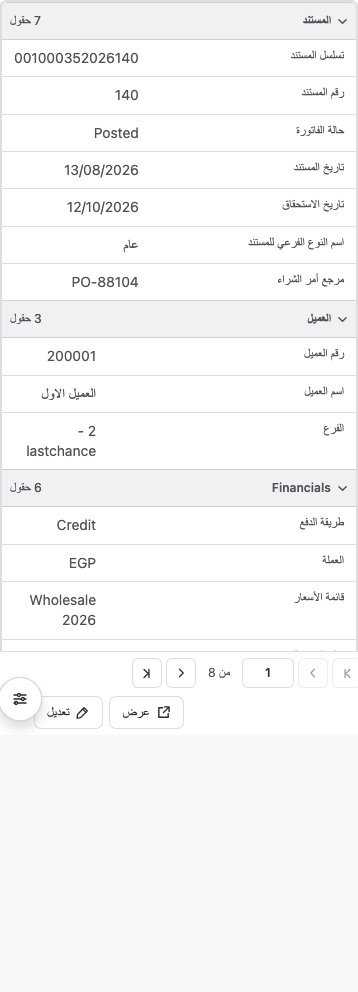 المستند 7 حقول
تسلسل المستند 001000352026140
رقم المستند 140
حالة الفاتورة Posted
تاريخ المستند 13/08/2026
تاريخ الاستحقاق 12/10/2026
اسم النوع الفرعي للمستند عام
مرجع أمر الشراء PO-88104
العميل 3 حقول
رقم العميل 200001
اسم العميل العميل الاول
الفرع 2 -
lastchance
Financials 6 حقول
طريقة الدفع Credit
العملة EGP
قائمة الأسعار Wholesale
2026
1 من 8
عرض تعديل